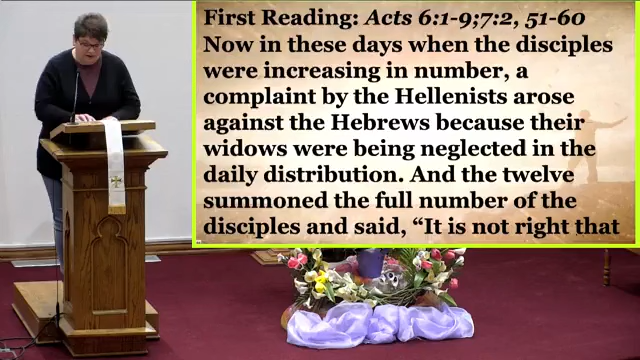 First Reading: Acts 6:1-9;7:2, 51-60
Now in these days when the disciples
were increasing in number, a
complaint by the Hellenists arose
against the Hebrews because their
widows were being neglected in the
daily distribution. And the twelve
summoned the full number of the
disciples and said, “It is not right that